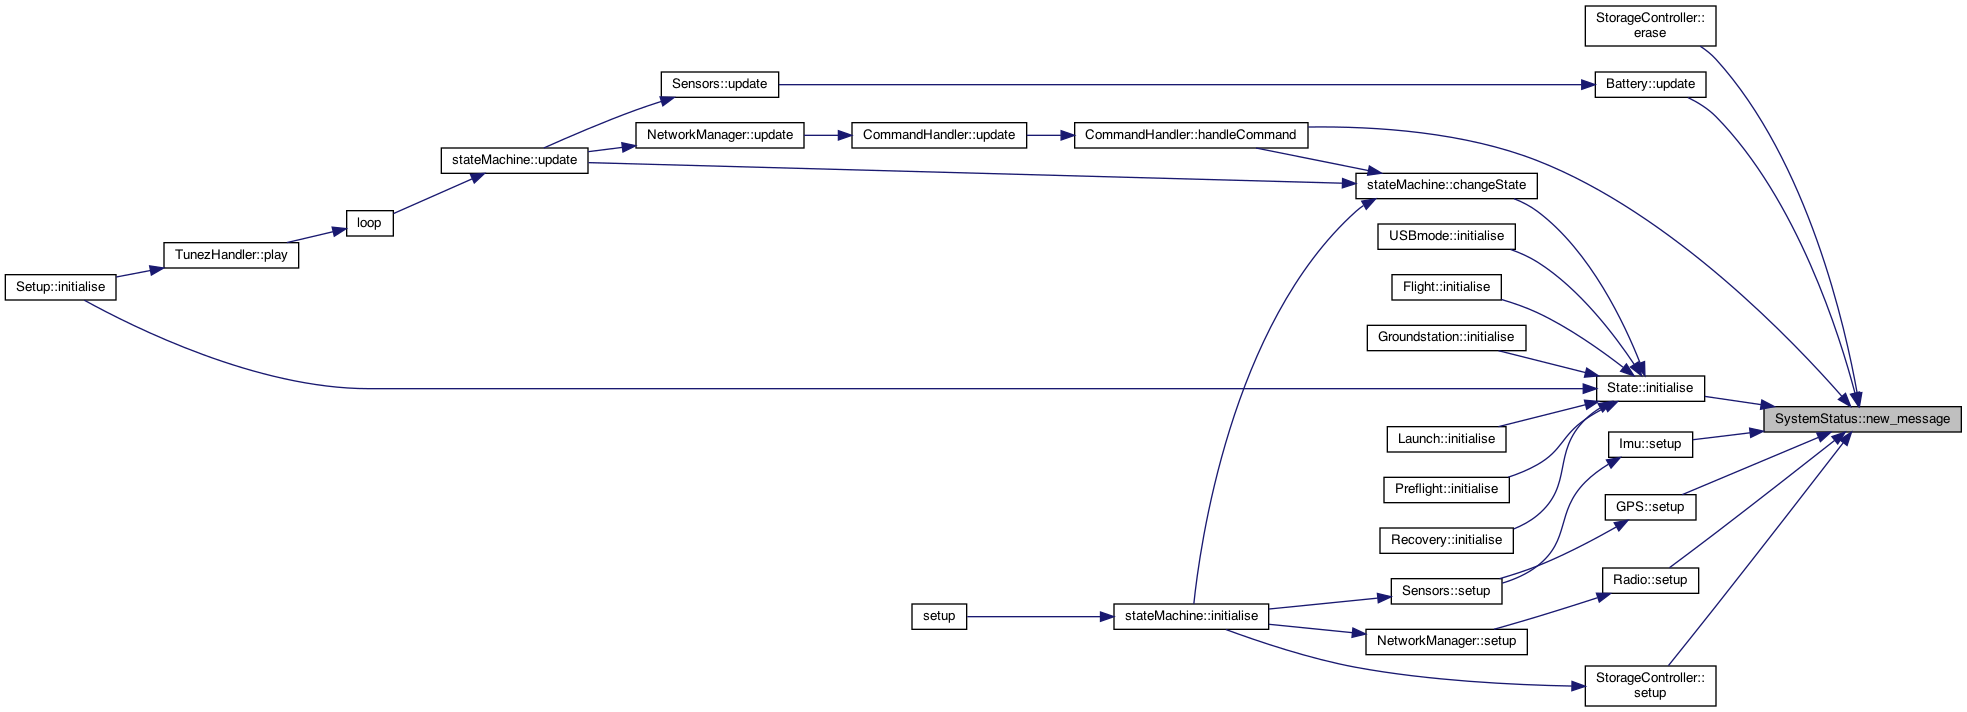 StorageController::
erase
Sensors::update
Battery::update
NetworkManager::update
CommandHandler::update
CommandHandler::handleCommand
stateMachine::update
stateMachine::changeState
loop
USBmode::initialise
TunezHandler::play
Setup::initialise
Flight::initialise
Groundstation::initialise
State::initialise
SystemStatus::new_message
Launch::initialise
Imu::setup
Preflight::initialise
GPS::setup
Recovery::initialise
Radio::setup
Sensors::setup
setup
stateMachine::initialise
NetworkManager::setup
StorageController::
setup